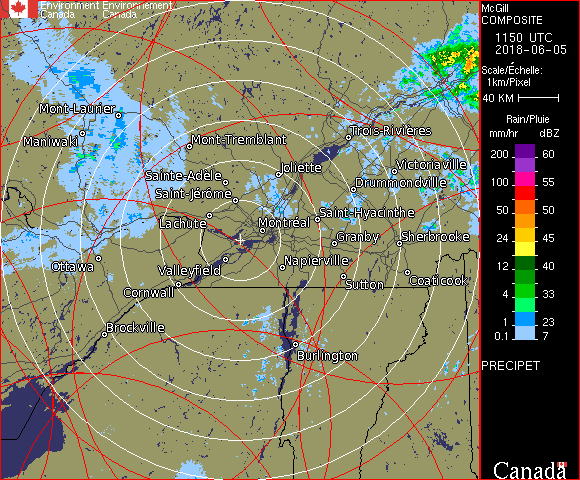 Environment Environnement
Canada Canada
McGill
COMPOSITE
1150 UTC
2018-06-05
Scale/Échelle:
1km/Pixel
40 KM
Rain/Pluie
mm/hr dBZ
200 60
100 55
50 50
24 45
12 40
4 33
1 23
0.1 7
PRECIPET
Canada
Mont-Laurier
Maniwaki
Mont-Tremblant
Trois-Rivières
Sainte-Adèle
Joliette
Victoriaville
Saint-Jérôme
Drummondville
Lachute
Montréal
Saint-Hyacinthe
Granby
Sherbrooke
Ottawa
Valleyfield
Napierville
Cornwall
Sutton
Coaticook
Brockville
Burlington